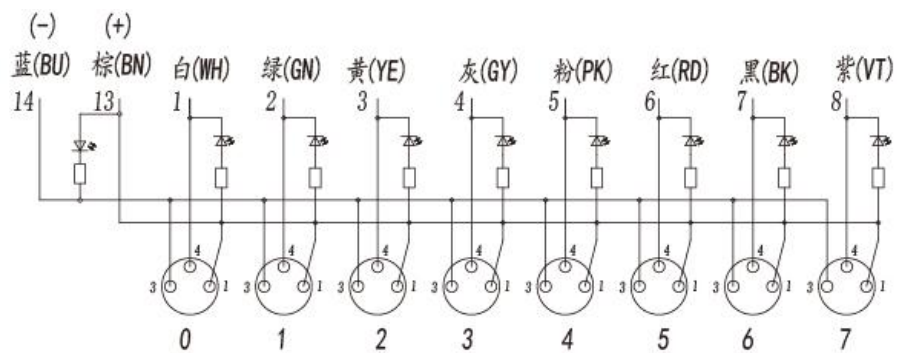 (-) (+)
蓝(BU) 棕(BN) 白(WH) 绿(GN) 黄(YE) 灰(GY) 粉(PK) 红(RD) 黑(BK) 紫(VT)
14 13 1 2 3 4 5 6 7 8
4 4 4 4 4 4 4 4
3 1 3 1 3 1 3 1 3 1 3 1 3 1 3 1
0 1 2 3 4 5 6 7